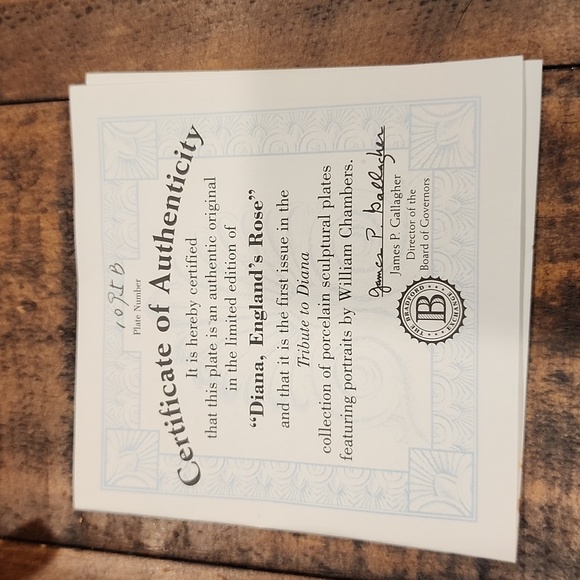 1095B
Plate Number
Certificate of Authenticity
It is hereby certified
that this plate is an authentic original
in the limited edition of
“Diana, England’s Rose”
and that it is the first issue in the
Tribute to Diana
collection of porcelain sculptural plates
featuring portraits by William Chambers.
James P. Gallagher
James P. Gallagher
Director of the
Board of Governors
THE BRADFORD EXCHANGE
B